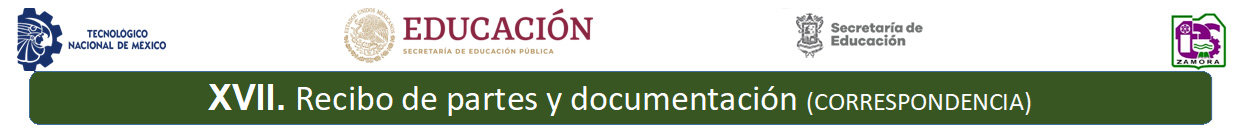 TECNOLÓGICO
NACIONAL DE MÉXICO
EDUCACIÓN
SECRETARÍA DE EDUCACIÓN PÚBLICA
Secretaría de
Educación
ZAMORA
XVII. Recibo de partes y documentación (CORRESPONDENCIA)